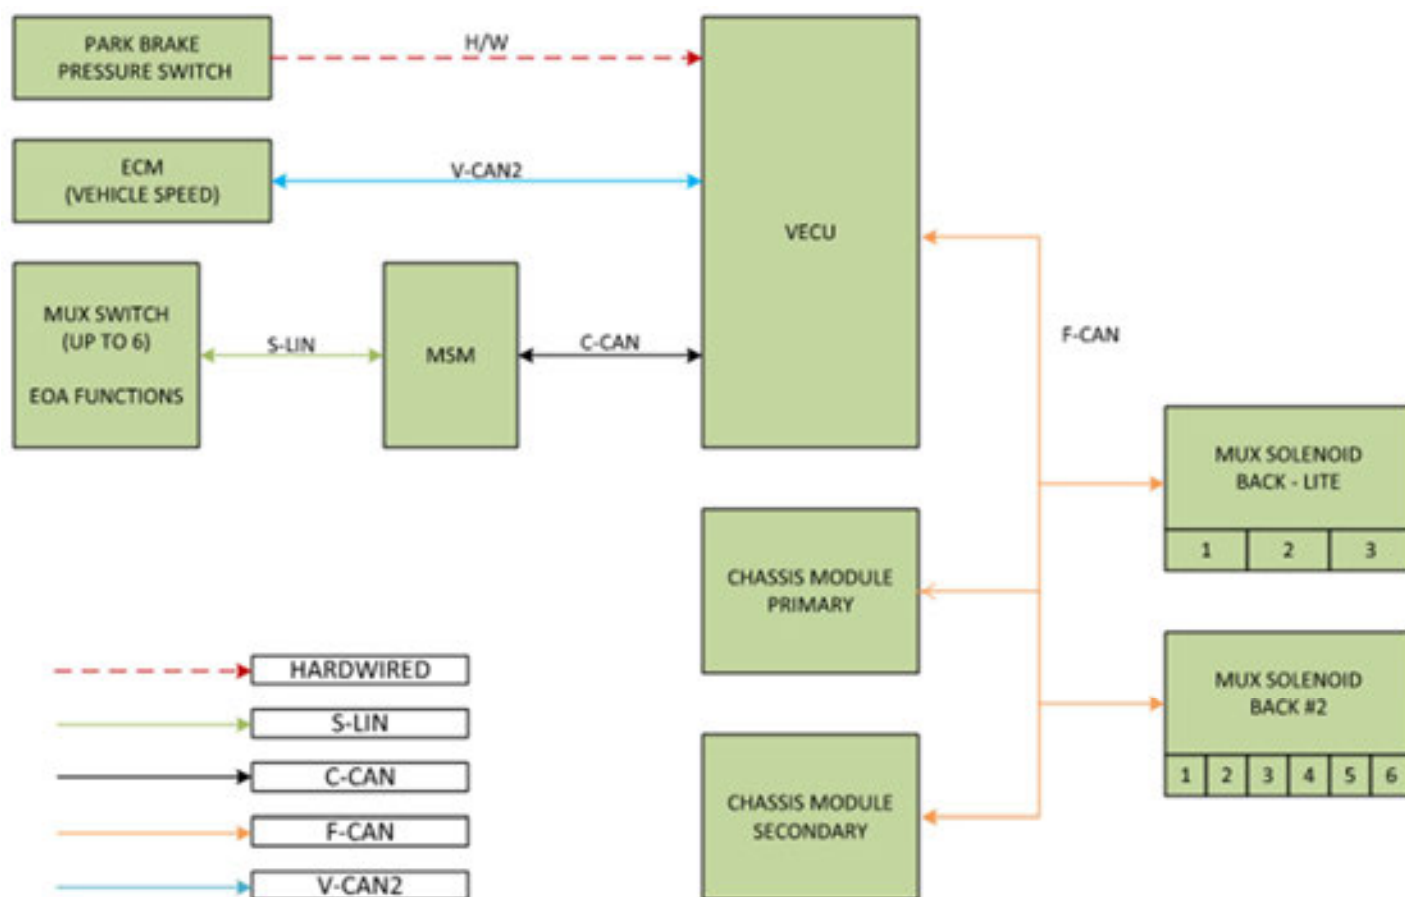 PARK BRAKE
PRESSURE SWITCH
H/W
ECM
(VEHICLE SPEED)
V-CAN2
VECU
MUX SWITCH
(UP TO 6)
EOA FUNCTIONS
S-LIN
MSM
C-CAN
F-CAN
MUX SOLENOID
BACK - LITE
1 2 3
CHASSIS MODULE
PRIMARY
MUX SOLENOID
BACK #2
1 2 3 4 5 6
CHASSIS MODULE
SECONDARY
HARDWIRED
S-LIN
C-CAN
F-CAN
V-CAN2